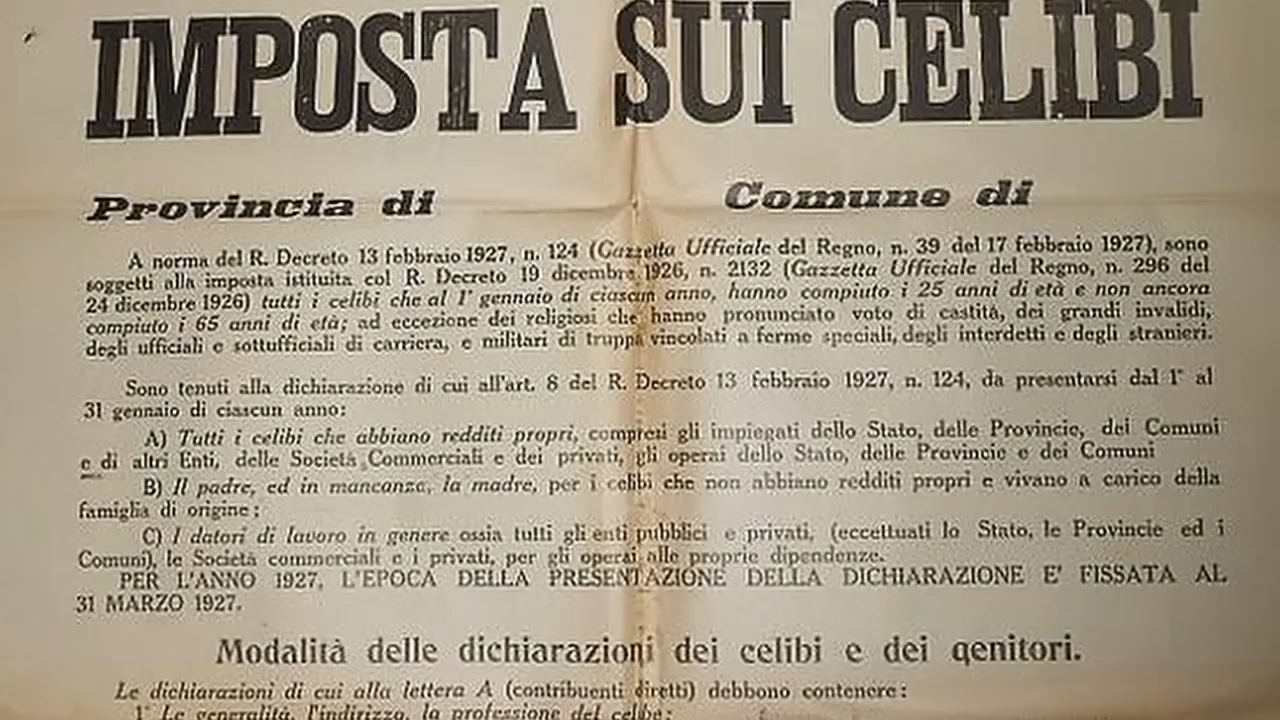 IMPOSTA SUI CELIBI
Provincia di Comune di
A norma del R. Decreto 13 febbraio 1927, n. 124 (Gazzetta Ufficiale del Regno, n. 39 del 17 febbraio 1927), sono
soggetti alla imposta istituita col R. Decreto 19 dicembre 1926, n. 2132 (Gazzetta Ufficiale del Regno, n. 296 del
24 dicembre 1926) tutti i celibi che al 1° gennaio di ciascun anno, hanno compiuto i 25 anni di età e non ancora
compiuto i 65 anni di età; ad eccezione dei religiosi che hanno pronunciato voto di castità, dei grandi invalidi,
degli ufficiali e sottufficiali di carriera, e militari di truppa vincolati a ferme speciali, degli interdetti e degli stranieri.
Sono tenuti alla dichiarazione di cui all'art. 8 del R. Decreto 13 febbraio 1927, n. 124, da presentarsi dal 1° al
31 gennaio di ciascun anno:
A) Tutti i celibi che abbiano redditi propri, compresi gli impiegati dello Stato, delle Provincie, dei Comuni
e di altri Enti, delle Società Commerciali e dei privati, gli operai dello Stato, delle Provincie e dei Comuni
B) Il padre, ed in mancanza, la madre, per i celibi che non abbiano redditi propri e vivano a carico della
famiglia di origine;
C) I datori di lavoro in genere ossia tutti gli enti pubblici e privati, (eccettuati lo Stato, le Provincie ed i
Comuni), le Società commerciali e i privati, per gli operai alle proprie dipendenze.
PER L'ANNO 1927, L'EPOCA DELLA PRESENTAZIONE DELLA DICHIARAZIONE E' FISSATA AL
31 MARZO 1927.
Modalità delle dichiarazioni dei celibi e dei genitori.
Le dichiarazioni di cui alla lettera A (contribuenti diretti) debbono contenere:
1° Le generalità, l'indirizzo, la professione del celibe;